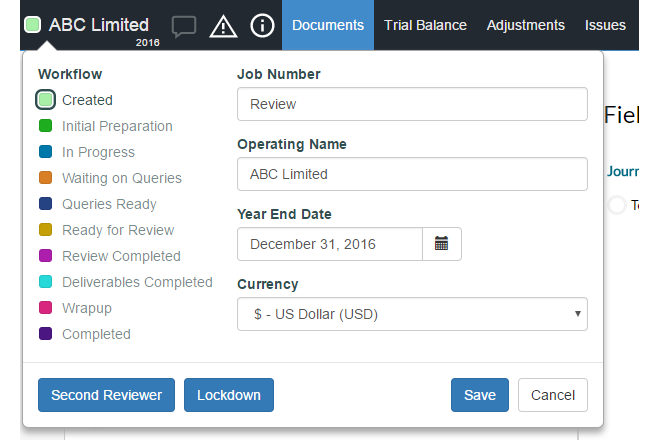 ABC Limited
2016
Documents
Trial Balance
Adjustments
Issues
Workflow
Created
Initial Preparation
In Progress
Waiting on Queries
Queries Ready
Ready for Review
Review Completed
Deliverables Completed
Wrapup
Completed
Job Number
Review
Operating Name
ABC Limited
Year End Date
December 31, 2016
Currency
$ - US Dollar (USD)
Second Reviewer
Lockdown
Save
Cancel